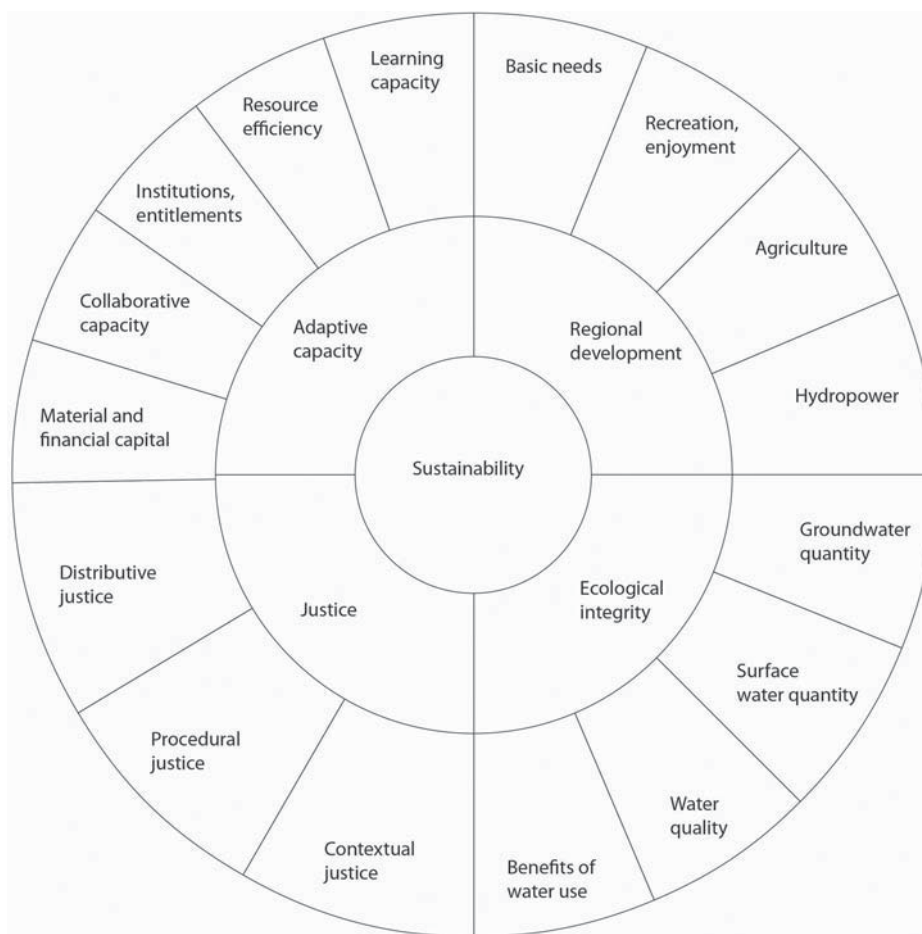 Learning
capacity
Basic needs
Resource
efficiency
Recreation,
enjoyment
Institutions,
entitlements
Agriculture
Collaborative
capacity
Adaptive
capacity
Regional
development
Material and
financial capital
Hydropower
Sustainability
Groundwater
quantity
Distributive
justice
Justice
Ecological
integrity
Surface
water quantity
Procedural
justice
Water
quality
Contextual
justice
Benefits of
water use